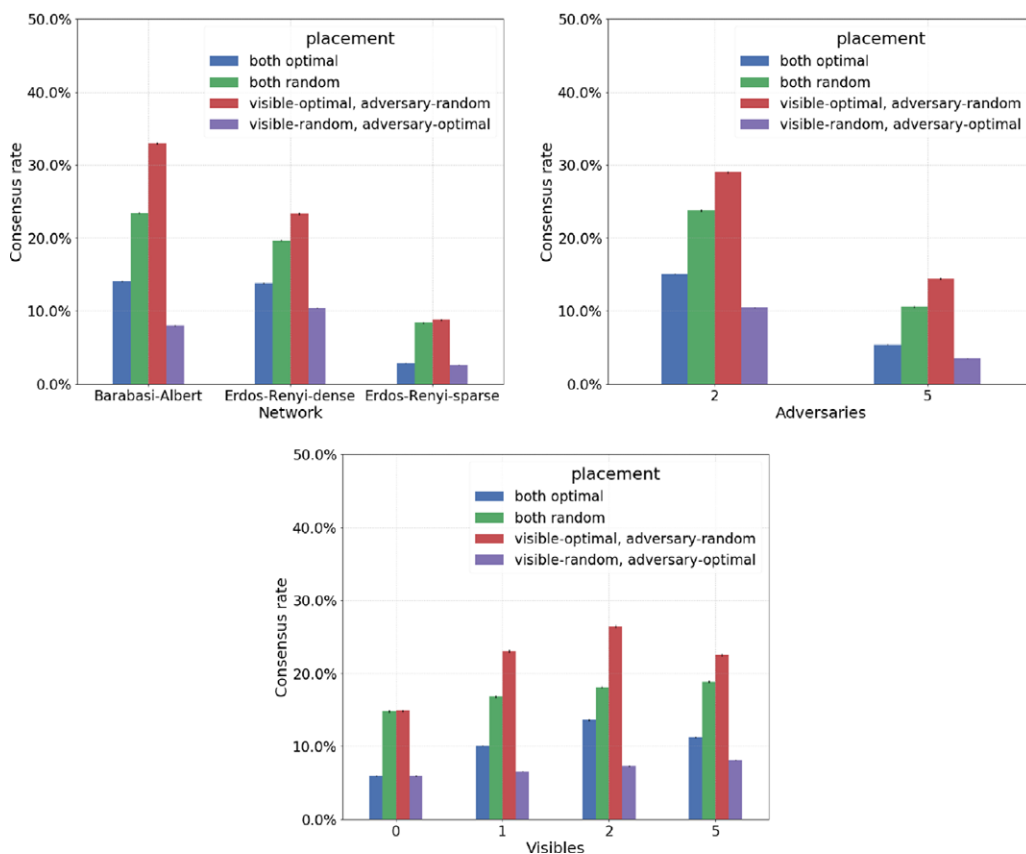 50.0%
40.0%
30.0%
20.0%
10.0%
0.0%
Consensus rate
placement
both optimal
both random
visible-optimal, adversary-random
visible-random, adversary-optimal
Barabasi-Albert Erdos-Renyi-dense Erdos-Renyi-sparse
Network
50.0%
40.0%
30.0%
20.0%
10.0%
0.0%
Consensus rate
placement
both optimal
both random
visible-optimal, adversary-random
visible-random, adversary-optimal
2 5
Adversaries
50.0%
40.0%
30.0%
20.0%
10.0%
0.0%
Consensus rate
placement
both optimal
both random
visible-optimal, adversary-random
visible-random, adversary-optimal
0 1 2 5
Visibles